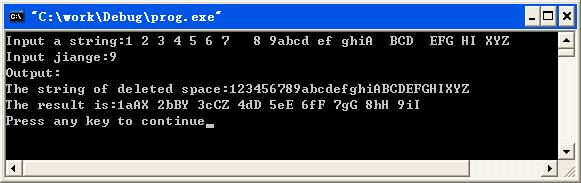 "C:\work\Debug\prog.exe"
Input a string:1 2 3 4 5 6 7   8 9abcd ef ghiA  BCD  EFG HI XYZ
Input jiange:9
Output:
The string of deleted space:123456789abcdefghiABCDEFGHIXYZ
The result is:1aAX 2bBY 3cCZ 4dD 5eE 6fF 7gG 8hH 9iI
Press any key to continue_